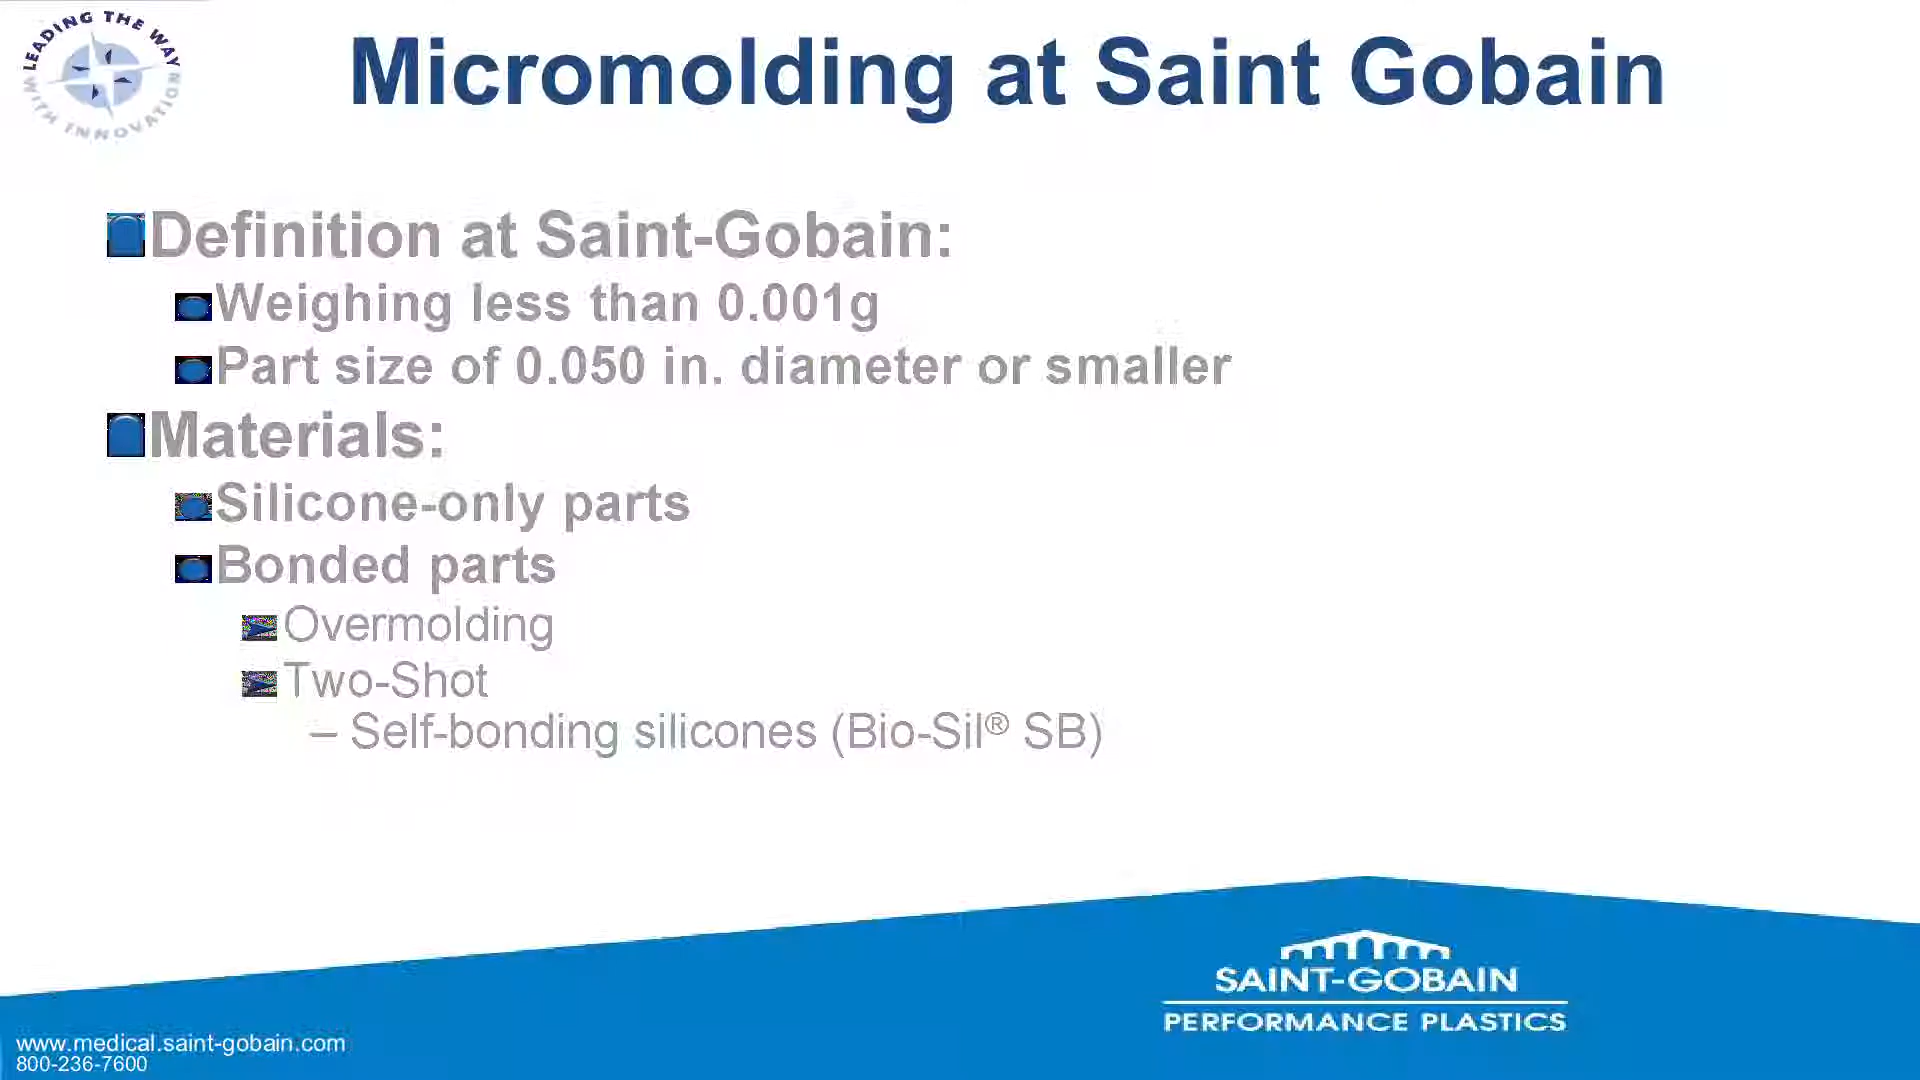 LEADING THE WAY
WITH INNOVATION
Micromolding at Saint Gobain
Definition at Saint-Gobain:
Weighing less than 0.001g
Part size of 0.050 in. diameter or smaller
Materials:
Silicone-only parts
Bonded parts
Overmolding
Two-Shot
– Self-bonding silicones (Bio-Sil® SB)
SAINT-GOBAIN
PERFORMANCE PLASTICS
www.medical.saint-gobain.com
800-236-7600